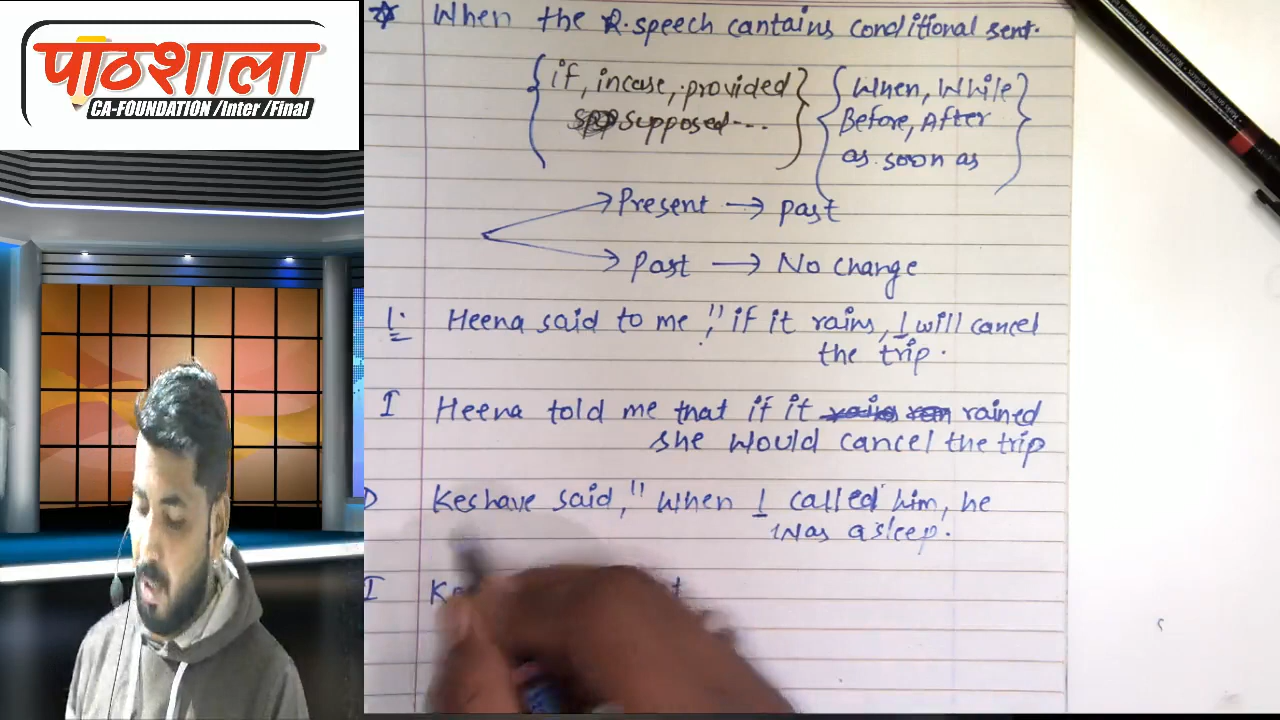 पाठशाला
CA-FOUNDATION /Inter /Final
When the R.speech cantains conditional sent.
if, incase, provided
supposed...
When, While
Before, After
as soon as
Present → past
Past → No change
1. Heena said to me ," if it rains, I will cancel
the trip.
I Heena told me that if it rained
she would cancel the trip
D Keshave said," When I called him, he
was asleep.
I